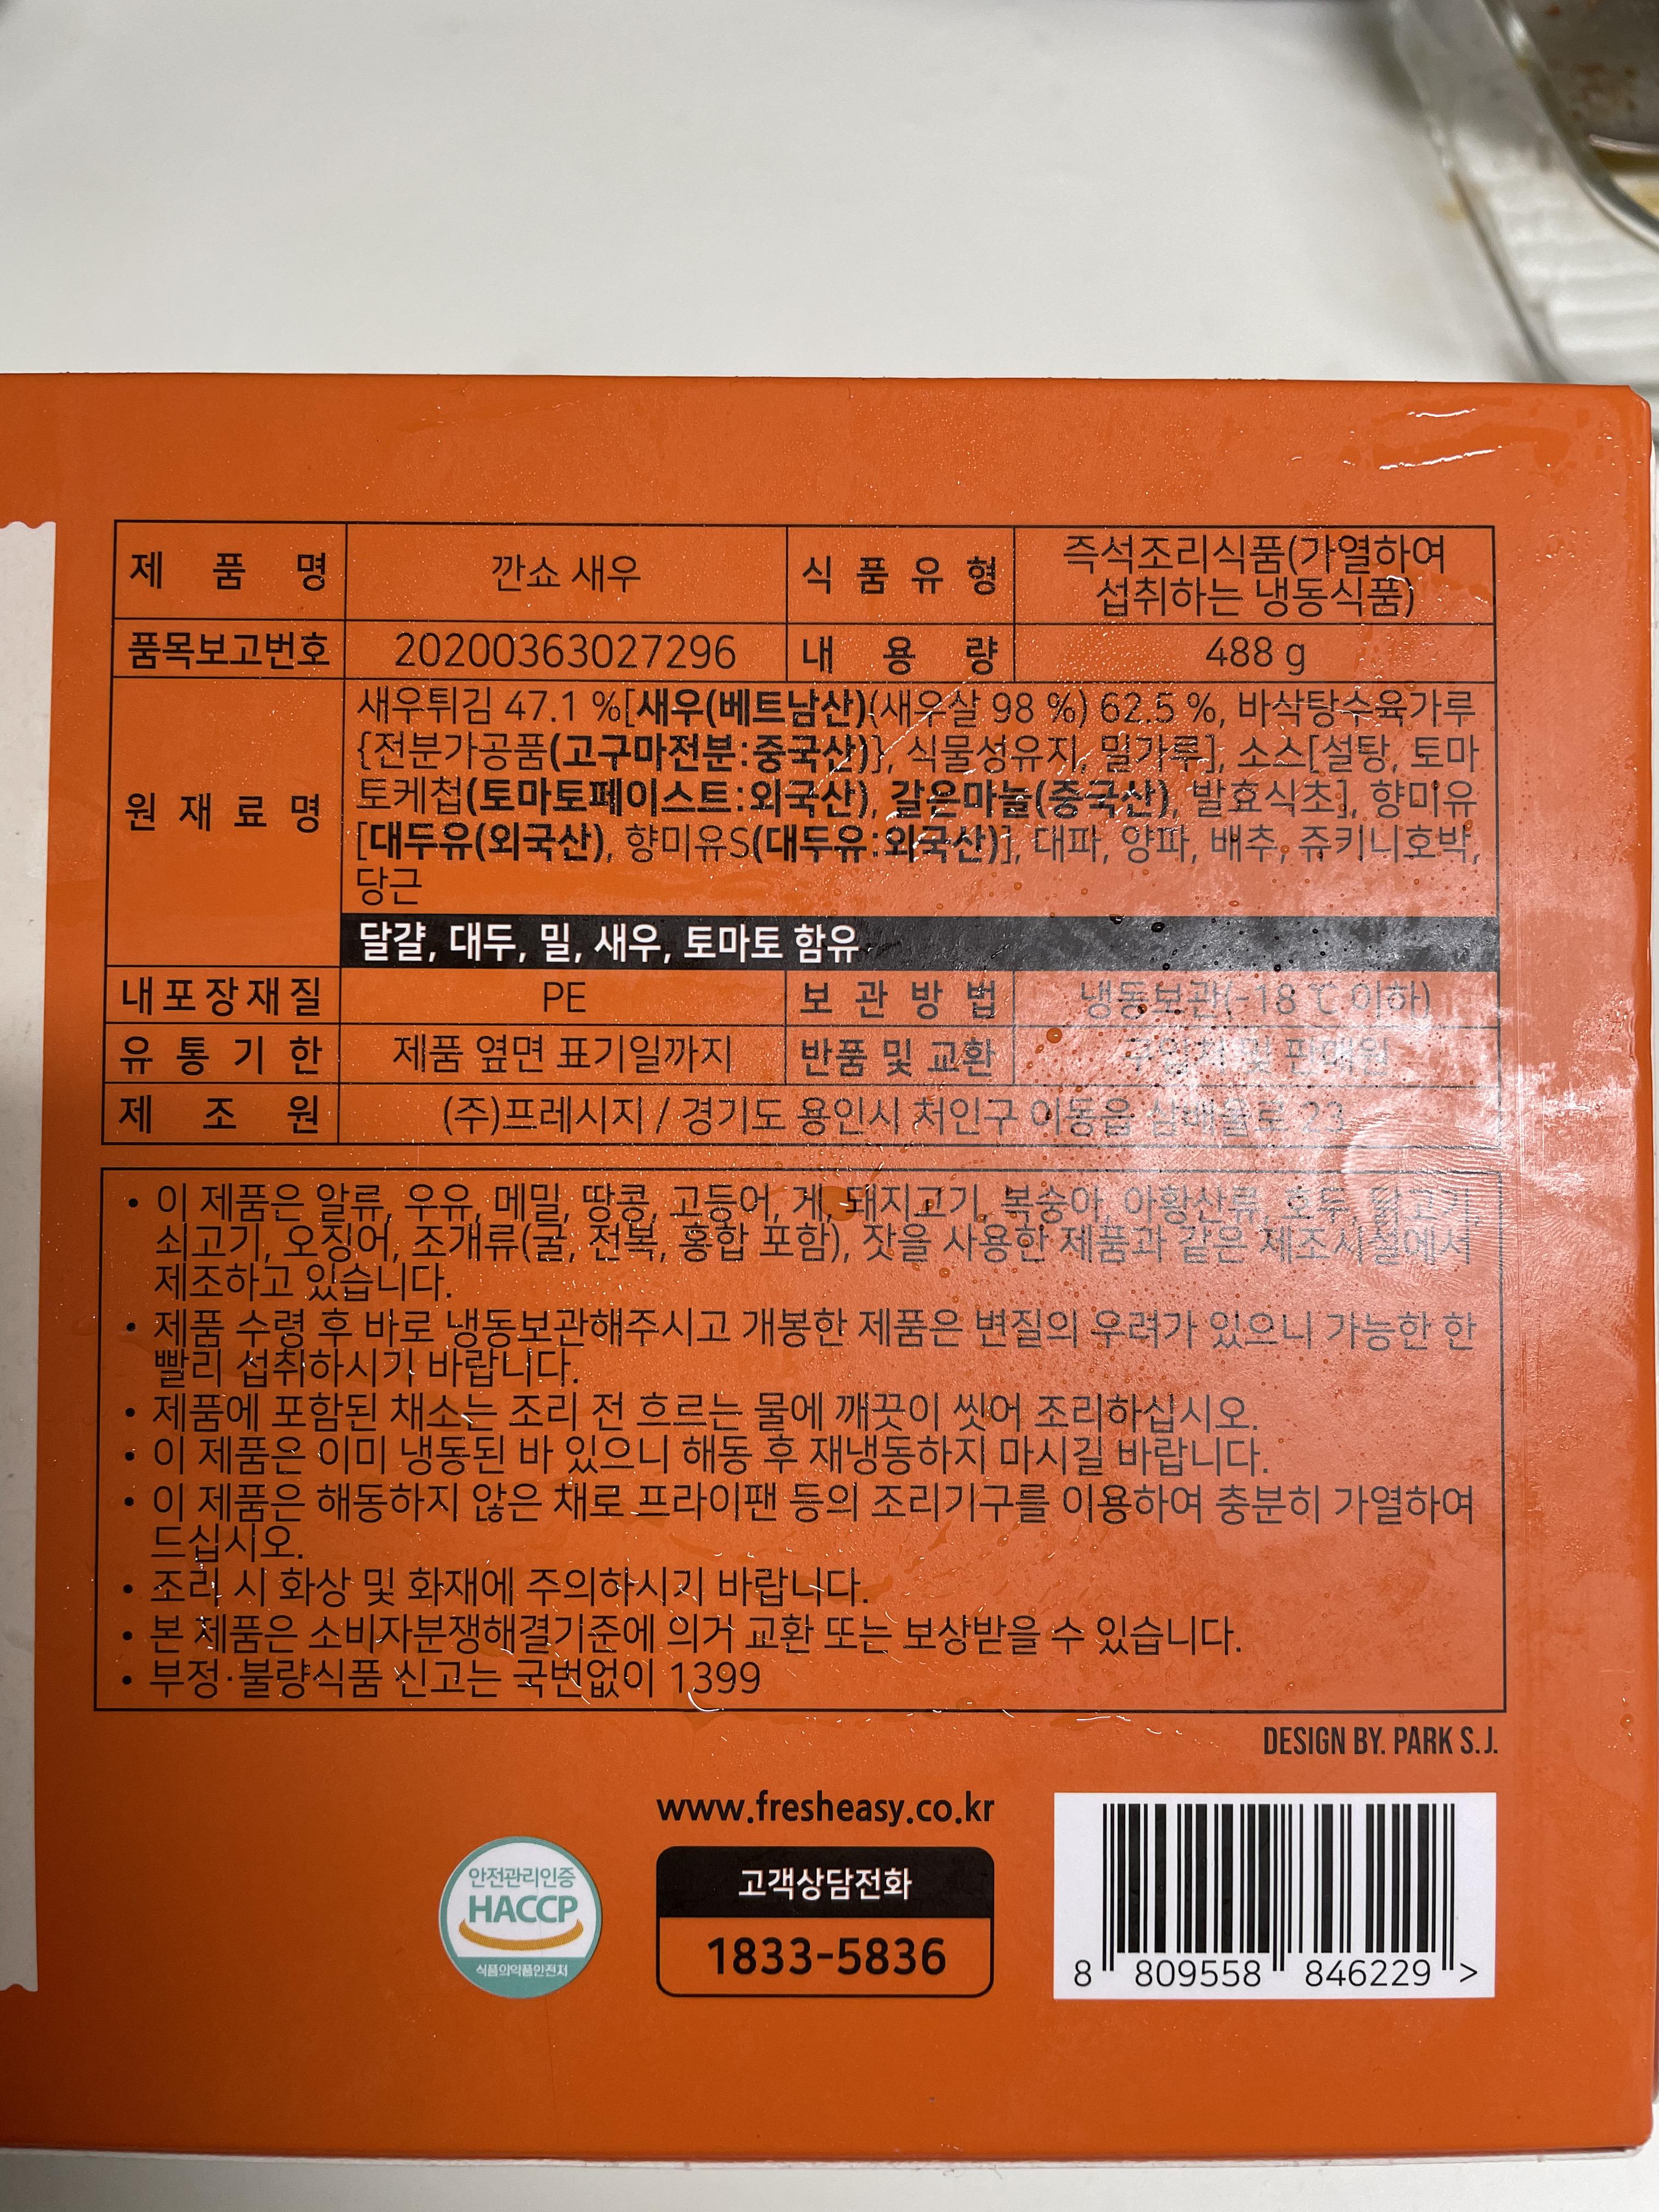 제품명 깐쇼 새우 식품유형 즉석조리식품(가열하여
섭취하는 냉동식품)
품목보고번호 20200363027296 내용량 488 g
원재료명 새우튀김 47.1 %[새우(베트남산)(새우살 98 %) 62.5 %, 바삭탕수육가루
{전분가공품(고구마전분:중국산)}, 식물성유지, 밀가루], 소스[설탕, 토마
토케첩(토마토페이스트:외국산), 갈은마늘(중국산), 발효식초], 향미유
[대두유(외국산), 향미유S(대두유:외국산)], 대파, 양파, 배추, 쥬키니호박,
당근
달걀, 대두, 밀, 새우, 토마토 함유
내포장재질 PE 보관방법 냉동보관(-18 ℃ 이하)
유통기한 제품 옆면 표기일까지 반품 및 교환 구입처 및 판매원
제조원 (주)프레시지 / 경기도 용인시 처인구 이동읍 삼배울로 23
• 이 제품은 알류, 우유, 메밀, 땅콩, 고등어, 게, 돼지고기, 복숭아, 아황산류, 호두, 닭고기,
쇠고기, 오징어, 조개류(굴, 전복, 홍합 포함), 잣을 사용한 제품과 같은 제조시설에서
제조하고 있습니다.
• 제품 수령 후 바로 냉동보관해주시고 개봉한 제품은 변질의 우려가 있으니 가능한 한
빨리 섭취하시기 바랍니다.
• 제품에 포함된 채소는 조리 전 흐르는 물에 깨끗이 씻어 조리하십시오.
• 이 제품은 이미 냉동된 바 있으니 해동 후 재냉동하지 마시길 바랍니다.
• 이 제품은 해동하지 않은 채로 프라이팬 등의 조리기구를 이용하여 충분히 가열하여
드십시오.
• 조리 시 화상 및 화재에 주의하시기 바랍니다.
• 본 제품은 소비자분쟁해결기준에 의거 교환 또는 보상받을 수 있습니다.
• 부정·불량식품 신고는 국번없이 1399
DESIGN BY. PARK S.J.
www.fresheasy.co.kr
안전관리인증
HACCP
식품의약품안전처
고객상담전화
1833-5836
8 809558 846229 >